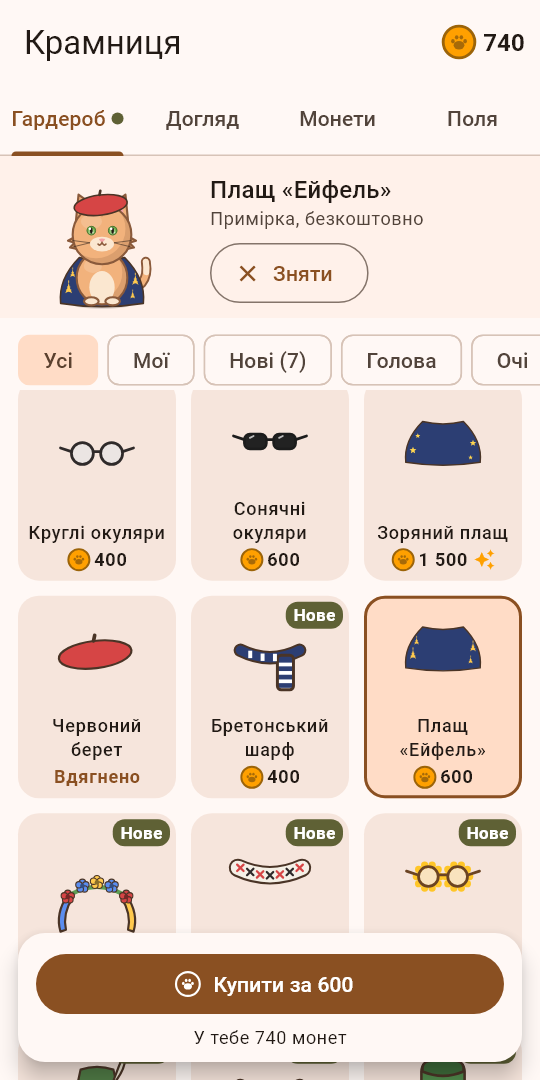 Крамниця
740
Гардероб
Догляд
Монети
Поля
Плащ «Ейфель»
Примірка, безкоштовно
Зняти
Усі
Мої
Нові (7)
Голова
Очі
Круглі окуляри
400
Сонячні
окуляри
600
Зоряний плащ
1 500
Червоний
берет
Вдягнено
Нове
Бретонський
шарф
400
Плащ
«Ейфель»
600
Нове
Нове
Нове
Купити за 600
У тебе 740 монет